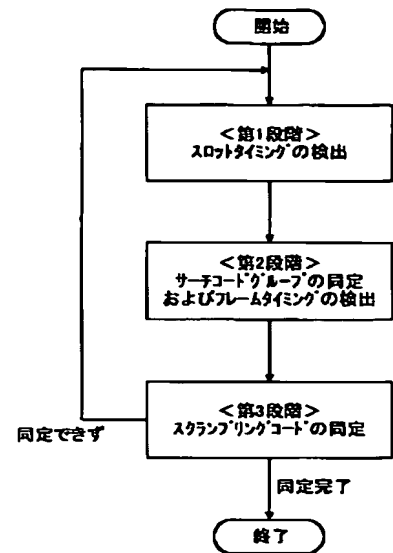 開始
<第1段階>
スロットタイミングの検出
<第2段階>
サーチコードグループの同定
およびフレームタイミングの検出
<第3段階>
スクランブリングコードの同定
同定できず
同定完了
終了